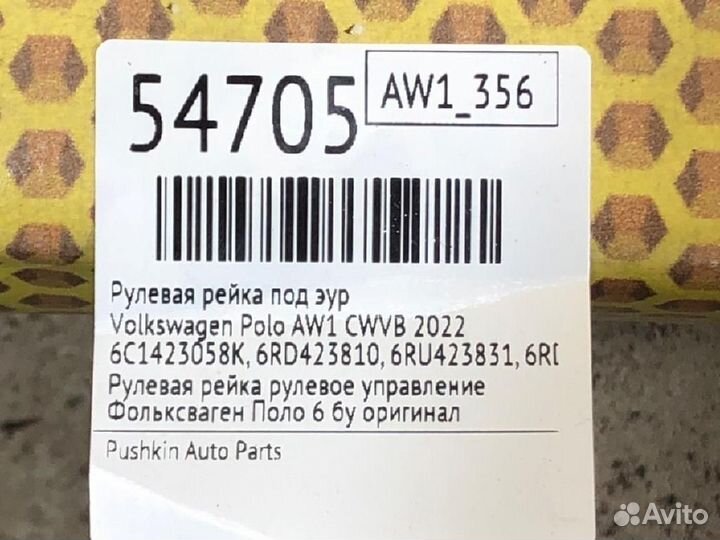 54705
AW1_356
Рулевая рейка под эур
Volkswagen Polo AW1 CWVB 2022
6C1423058K, 6RD423810, 6RU423831,
Рулевая рейка рулевое управление
Фольксваген Поло 6 бу оригинал
Pushkin Auto Parts
Avito